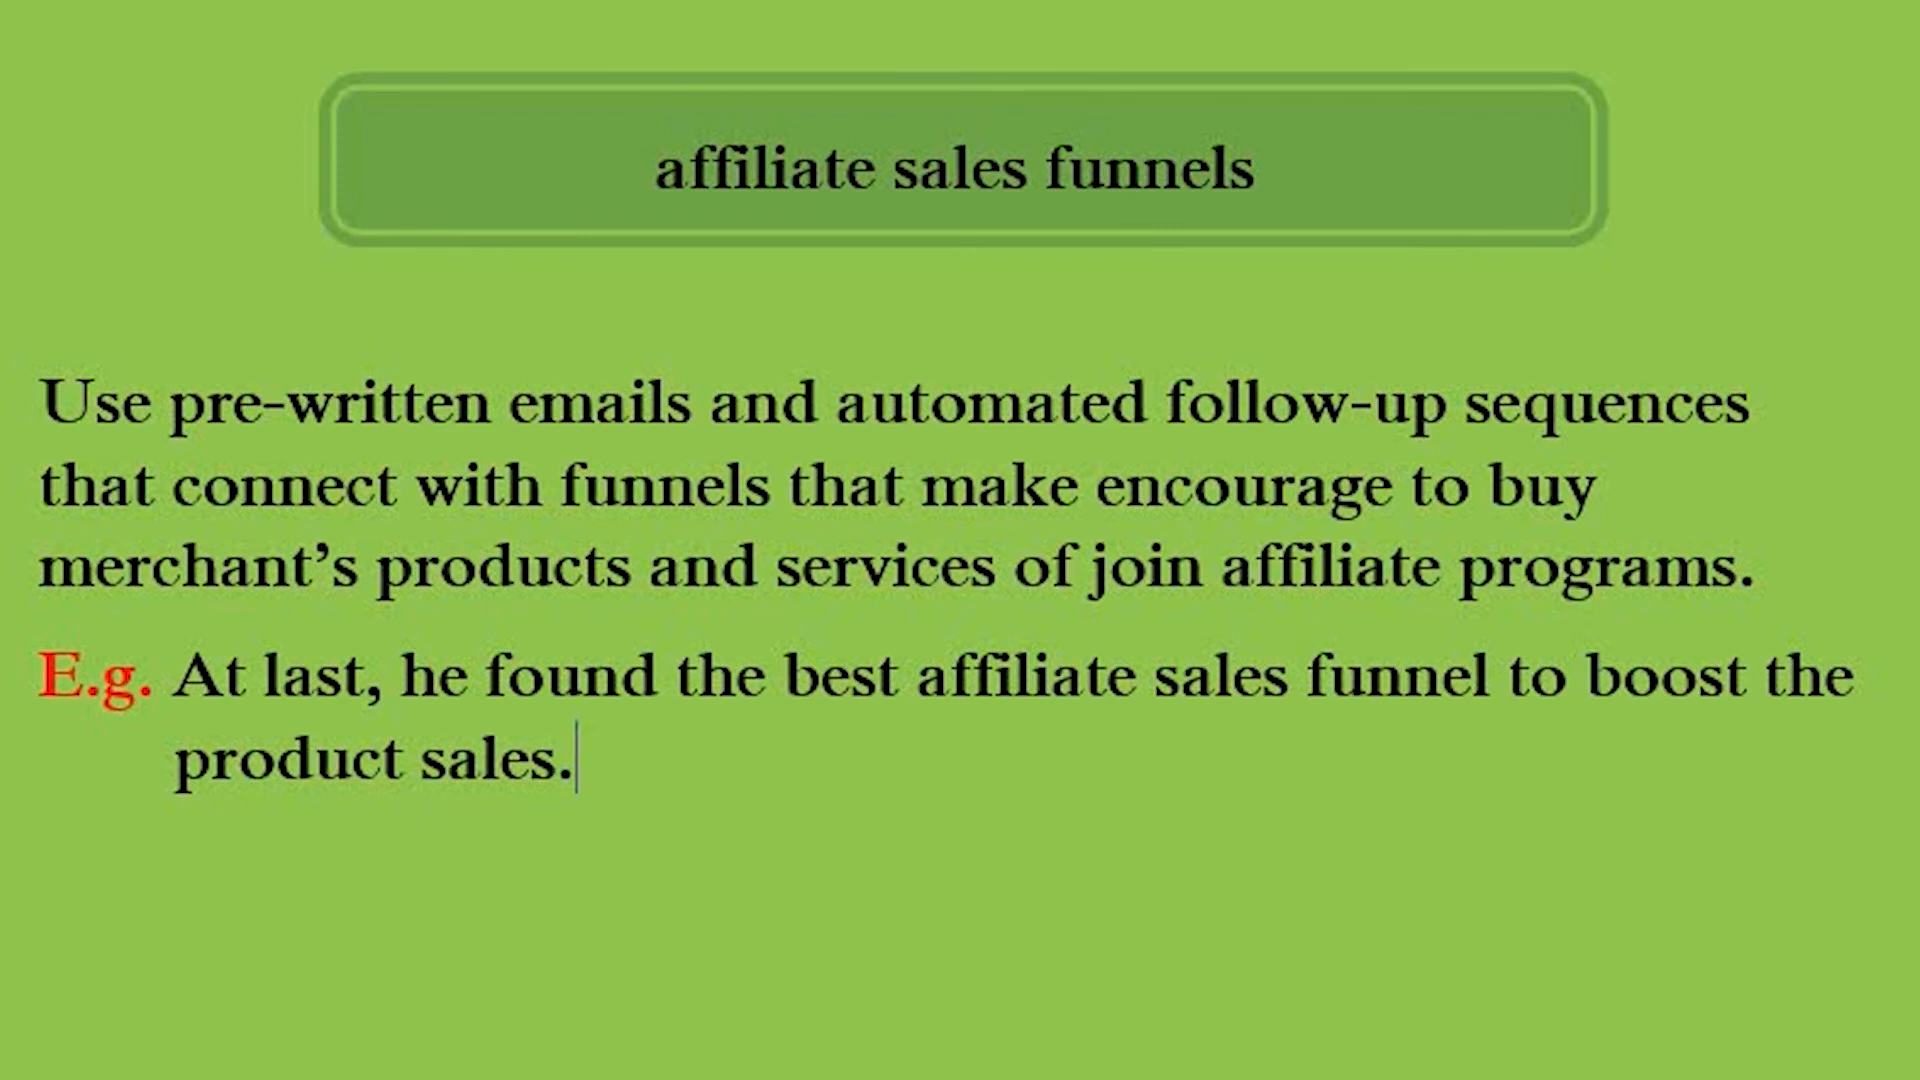 affiliate sales funnels
Use pre-written emails and automated follow-up sequences
that connect with funnels that make encourage to buy
merchant’s products and services of join affiliate programs.
E.g. At last, he found the best affiliate sales funnel to boost the
product sales.